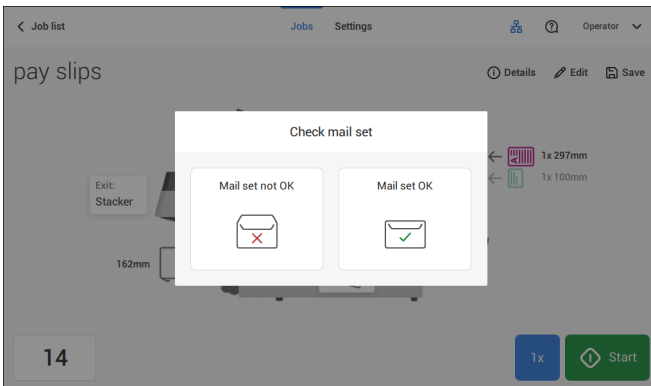 Job list
Jobs
Settings
Operator
pay slips
Details
Edit
Save
Check mail set
Mail set not OK
Mail set OK
1x 297mm
1x 100mm
Exit:
Stacker
162mm
14
1x
Start